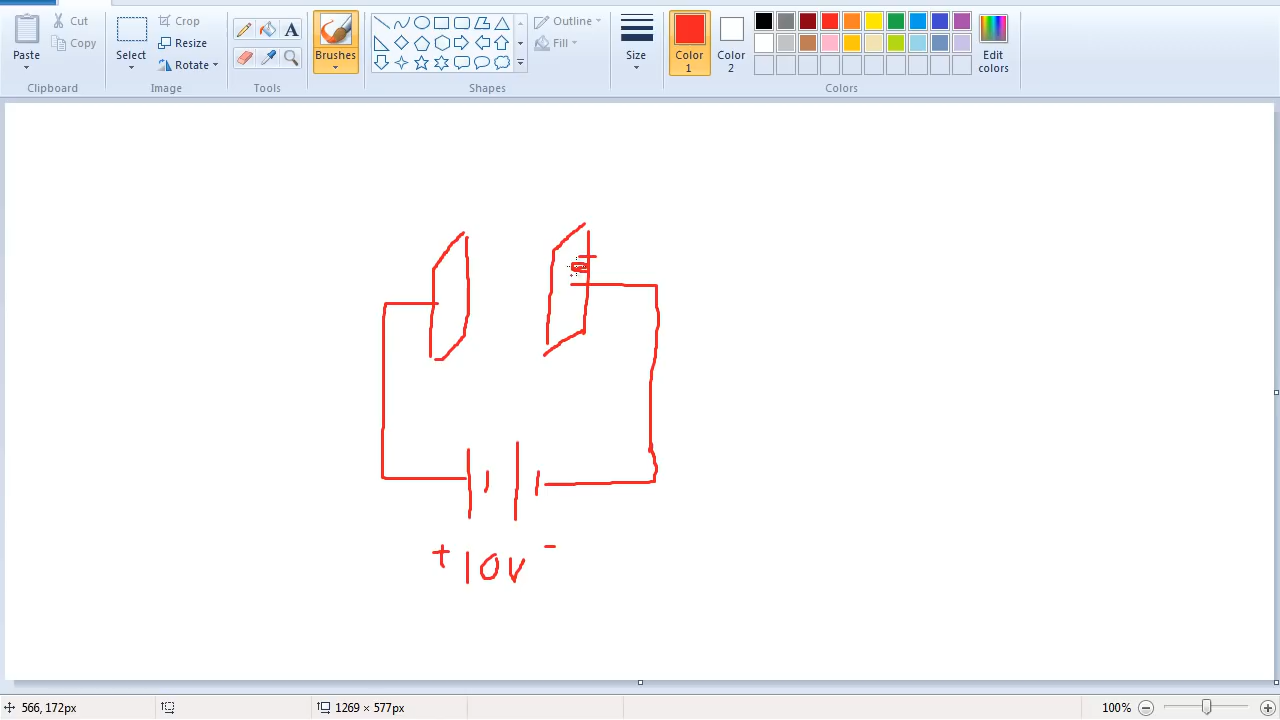 Paste
Cut
Copy
Clipboard
Select
Crop
Resize
Rotate
Image
A
Tools
Brushes
Shapes
Outline
Fill
Size
Color 1
Color 2
Edit colors
Colors
+ 10v -
566, 172px
1269 × 577px
100%